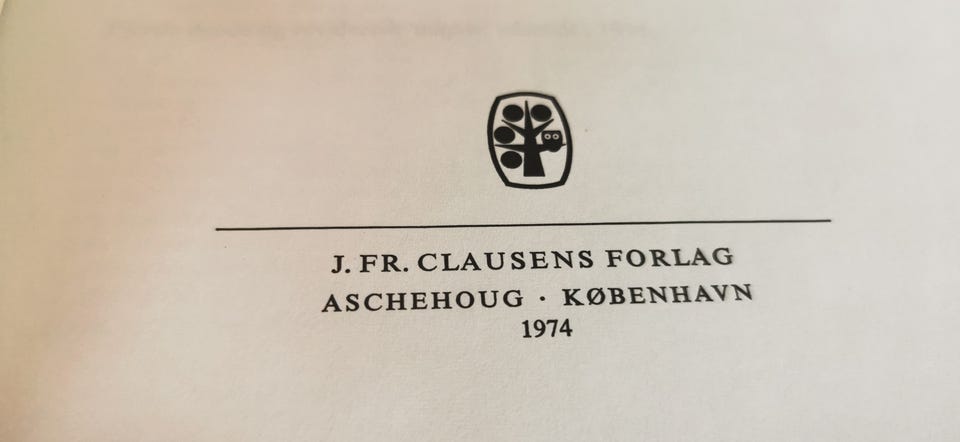 J. FR. CLAUSENS FORLAG
ASCHEHOUG · KØBENHAVN
1974